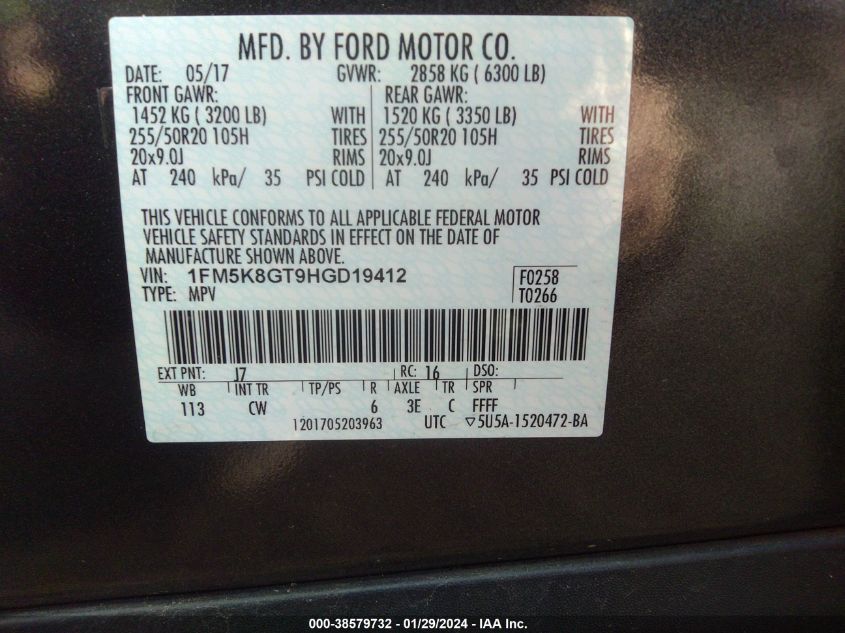 MFD. BY FORD MOTOR CO.
DATE: 05/17 GVWR: 2858 KG ( 6300 LB)
FRONT GAWR: REAR GAWR:
1452 KG ( 3200 LB) WITH 1520 KG ( 3350 LB) WITH
255/50R20 105H TIRES 255/50R20 105H TIRES
20x9.0J RIMS 20x9.0J RIMS
AT 240 kPa/ 35 PSI COLD AT 240 kPa/ 35 PSI COLD
THIS VEHICLE CONFORMS TO ALL APPLICABLE FEDERAL MOTOR
VEHICLE SAFETY STANDARDS IN EFFECT ON THE DATE OF
MANUFACTURE SHOWN ABOVE.
VIN: 1FM5K8GT9HGD19412 F0258
TYPE: MPV T0266
EXT PNT: J7 RC: 16 DSO:
WB INT TR TP/PS R AXLE TR SPR
113 CW 6 3E C FFFF
1201705203963 UTC ▽5U5A-1520472-BA
000-38579732 - 01/29/2024 - IAA Inc.